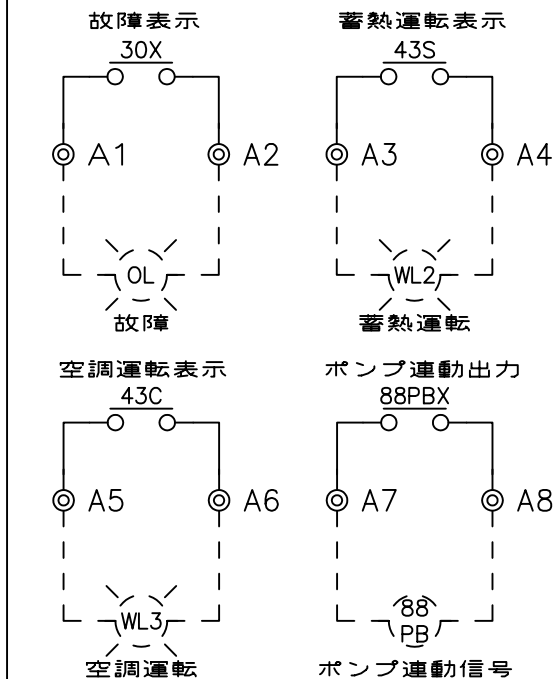 故障表示
30X
A1
A2
OL
故障
蓄熱運転表示
43S
A3
A4
WL2
蓄熱運転
空調運転表示
43C
A5
A6
WL3
空調運転
ポンプ連動出力
88PBX
A7
A8
88
PB
ポンプ連動信号